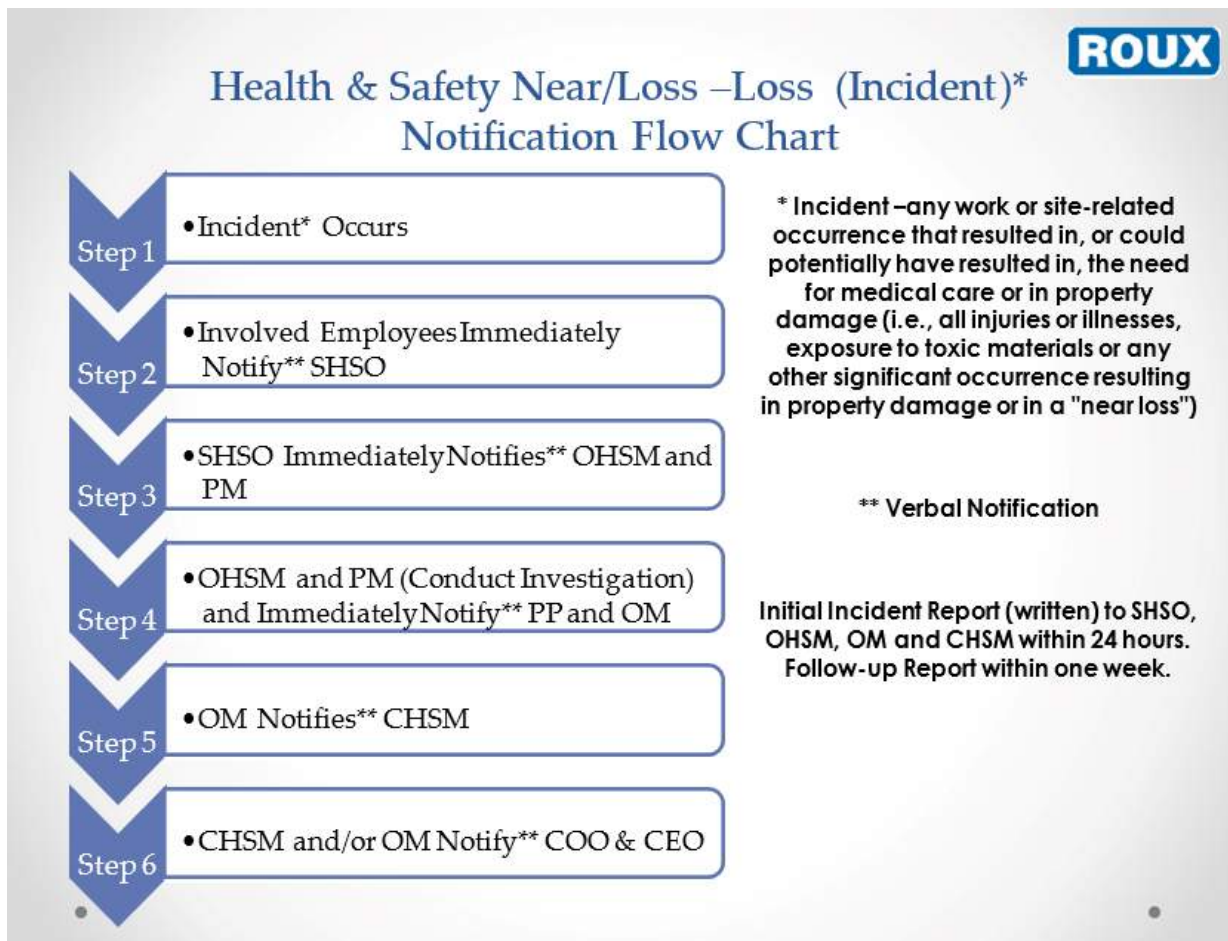 ROUX
Health & Safety Near/Loss –Loss (Incident)*
Notification Flow Chart
Step 1
•Incident* Occurs
Step 2
•Involved Employees Immediately
Notify** SHSO
Step 3
•SHSO Immediately Notifies** OHSM and
PM
Step 4
•OHSM and PM (Conduct Investigation)
and Immediately Notify** PP and OM
Step 5
•OM Notifies** CHSM
Step 6
•CHSM and/or OM Notify** COO & CEO
* Incident –any work or site-related
occurrence that resulted in, or could
potentially have resulted in, the need
for medical care or in property
damage (i.e., all injuries or illnesses,
exposure to toxic materials or any
other significant occurrence resulting
in property damage or in a "near loss")
** Verbal Notification
Initial Incident Report (written) to SHSO,
OHSM, OM and CHSM within 24 hours.
Follow-up Report within one week.